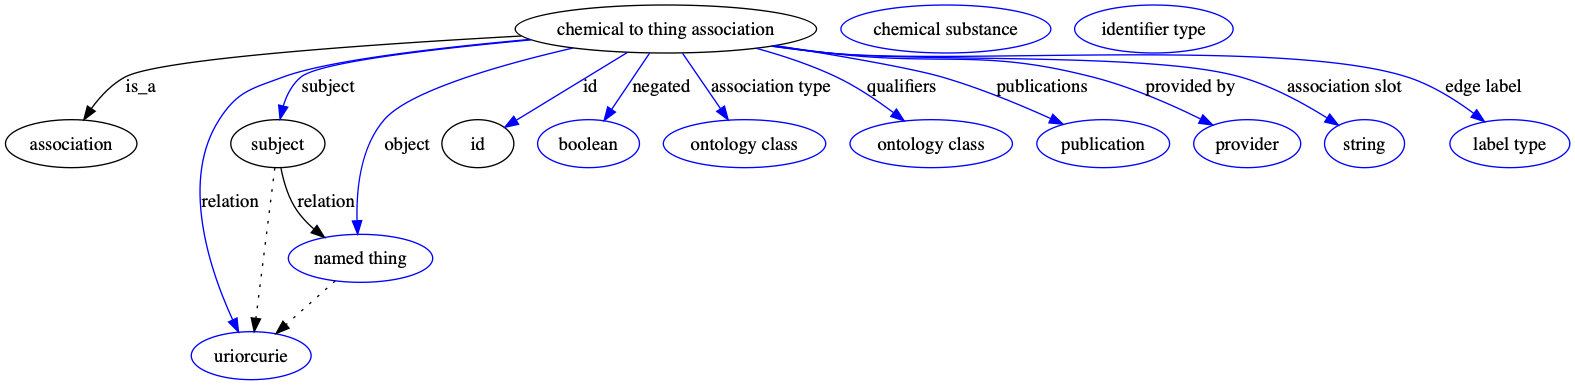 chemical to thing association
chemical substance
identifier type
is_a
subject
object
id
negated
association type
qualifiers
publications
provided by
association slot
edge label
association
subject
id
boolean
ontology class
ontology class
publication
provider
string
label type
relation
relation
named thing
uriorcurie